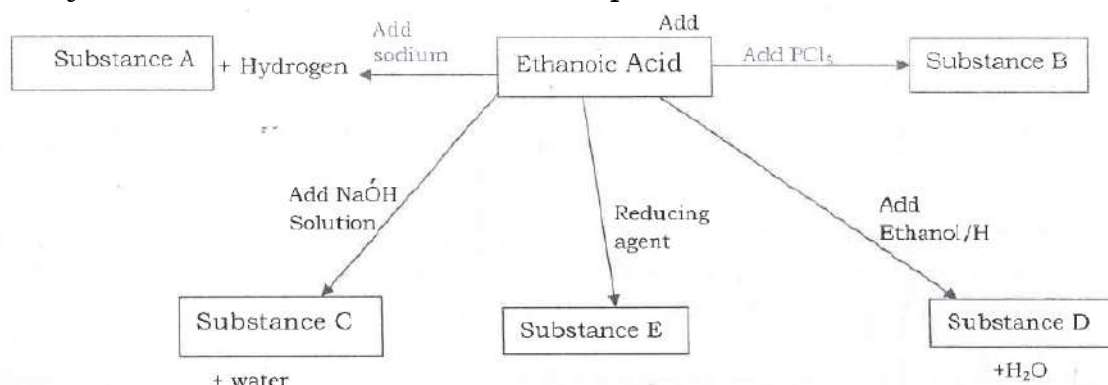 Add
Add
sodium
Substance A
+ Hydrogen
Ethanoic Acid
Add PCl₅
Substance B
Add NaOH
Solution
Reducing
agent
Add
Ethanol/H
Substance C
Substance E
Substance D
+ water
+H₂O